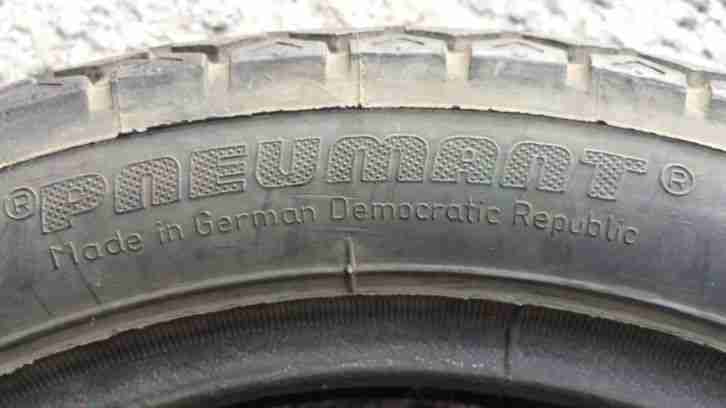 ® PNEUMANT ®
Made in German Democratic Republic